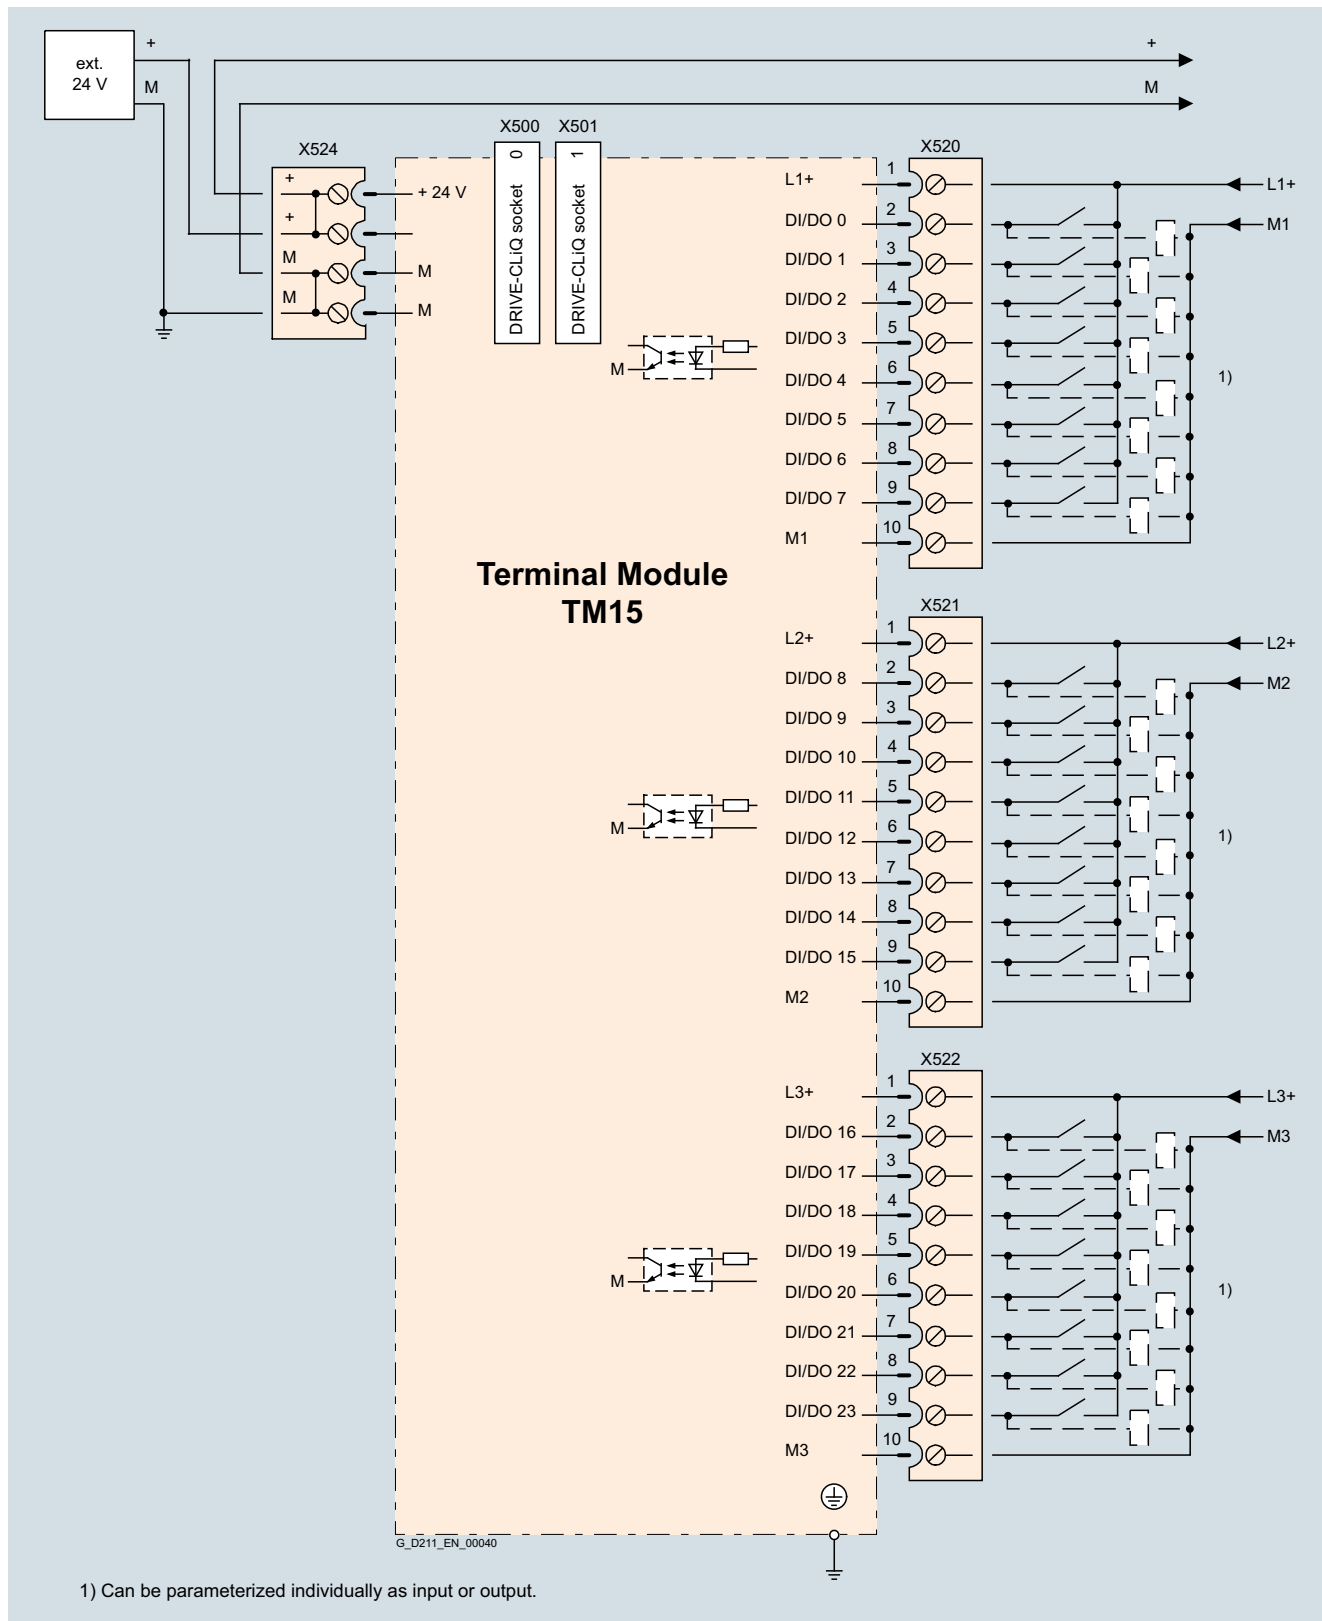 ext.
24 V
+
M
+
M
X524
+
+
M
M
+ 24 V
M
M
X500
X501
DRIVE-CLiQ socket 0
DRIVE-CLiQ socket 1
X520
L1+ 1
DI/DO 0 2
DI/DO 1 3
DI/DO 2 4
DI/DO 3 5
DI/DO 4 6
DI/DO 5 7
DI/DO 6 8
DI/DO 7 9
M1 10
L1+
M1
1)
M
Terminal Module
TM15
X521
L2+ 1
DI/DO 8 2
DI/DO 9 3
DI/DO 10 4
DI/DO 11 5
DI/DO 12 6
DI/DO 13 7
DI/DO 14 8
DI/DO 15 9
M2 10
L2+
M2
1)
M
X522
L3+ 1
DI/DO 16 2
DI/DO 17 3
DI/DO 18 4
DI/DO 19 5
DI/DO 20 6
DI/DO 21 7
DI/DO 22 8
DI/DO 23 9
M3 10
L3+
M3
1)
M
G_D211_EN_00040
1) Can be parameterized individually as input or output.